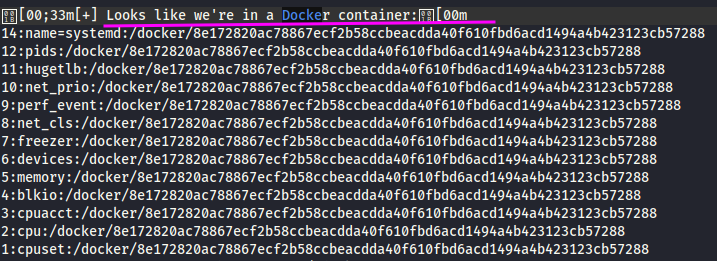 [00;33m[+] Looks like we're in a Docker container:[00m
14:name=systemd:/docker/8e172820ac78867ecf2b58ccbeacdda40f610fbd6acd1494a4b423123cb57288
12:pids:/docker/8e172820ac78867ecf2b58ccbeacdda40f610fbd6acd1494a4b423123cb57288
11:hugetlb:/docker/8e172820ac78867ecf2b58ccbeacdda40f610fbd6acd1494a4b423123cb57288
10:net_prio:/docker/8e172820ac78867ecf2b58ccbeacdda40f610fbd6acd1494a4b423123cb57288
9:perf_event:/docker/8e172820ac78867ecf2b58ccbeacdda40f610fbd6acd1494a4b423123cb57288
8:net_cls:/docker/8e172820ac78867ecf2b58ccbeacdda40f610fbd6acd1494a4b423123cb57288
7:freezer:/docker/8e172820ac78867ecf2b58ccbeacdda40f610fbd6acd1494a4b423123cb57288
6:devices:/docker/8e172820ac78867ecf2b58ccbeacdda40f610fbd6acd1494a4b423123cb57288
5:memory:/docker/8e172820ac78867ecf2b58ccbeacdda40f610fbd6acd1494a4b423123cb57288
4:blkio:/docker/8e172820ac78867ecf2b58ccbeacdda40f610fbd6acd1494a4b423123cb57288
3:cpuacct:/docker/8e172820ac78867ecf2b58ccbeacdda40f610fbd6acd1494a4b423123cb57288
2:cpu:/docker/8e172820ac78867ecf2b58ccbeacdda40f610fbd6acd1494a4b423123cb57288
1:cpuset:/docker/8e172820ac78867ecf2b58ccbeacdda40f610fbd6acd1494a4b423123cb57288